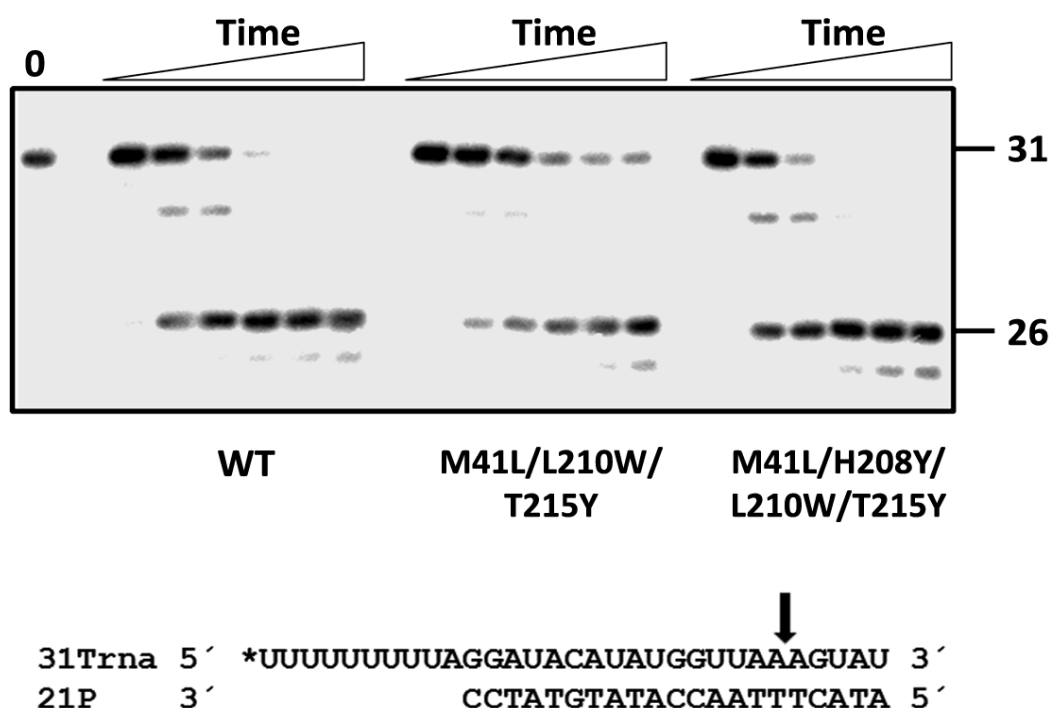 Time Time Time
0
31
26
WT M41L/L210W/ M41L/H208Y/
T215Y L210W/T215Y
31Trna 5´ *UUUUUUUUUAGGAUACAUAUGGUUAAAGUAU 3´
21P 3´ CCTATGTATACCAATTTCATA 5´